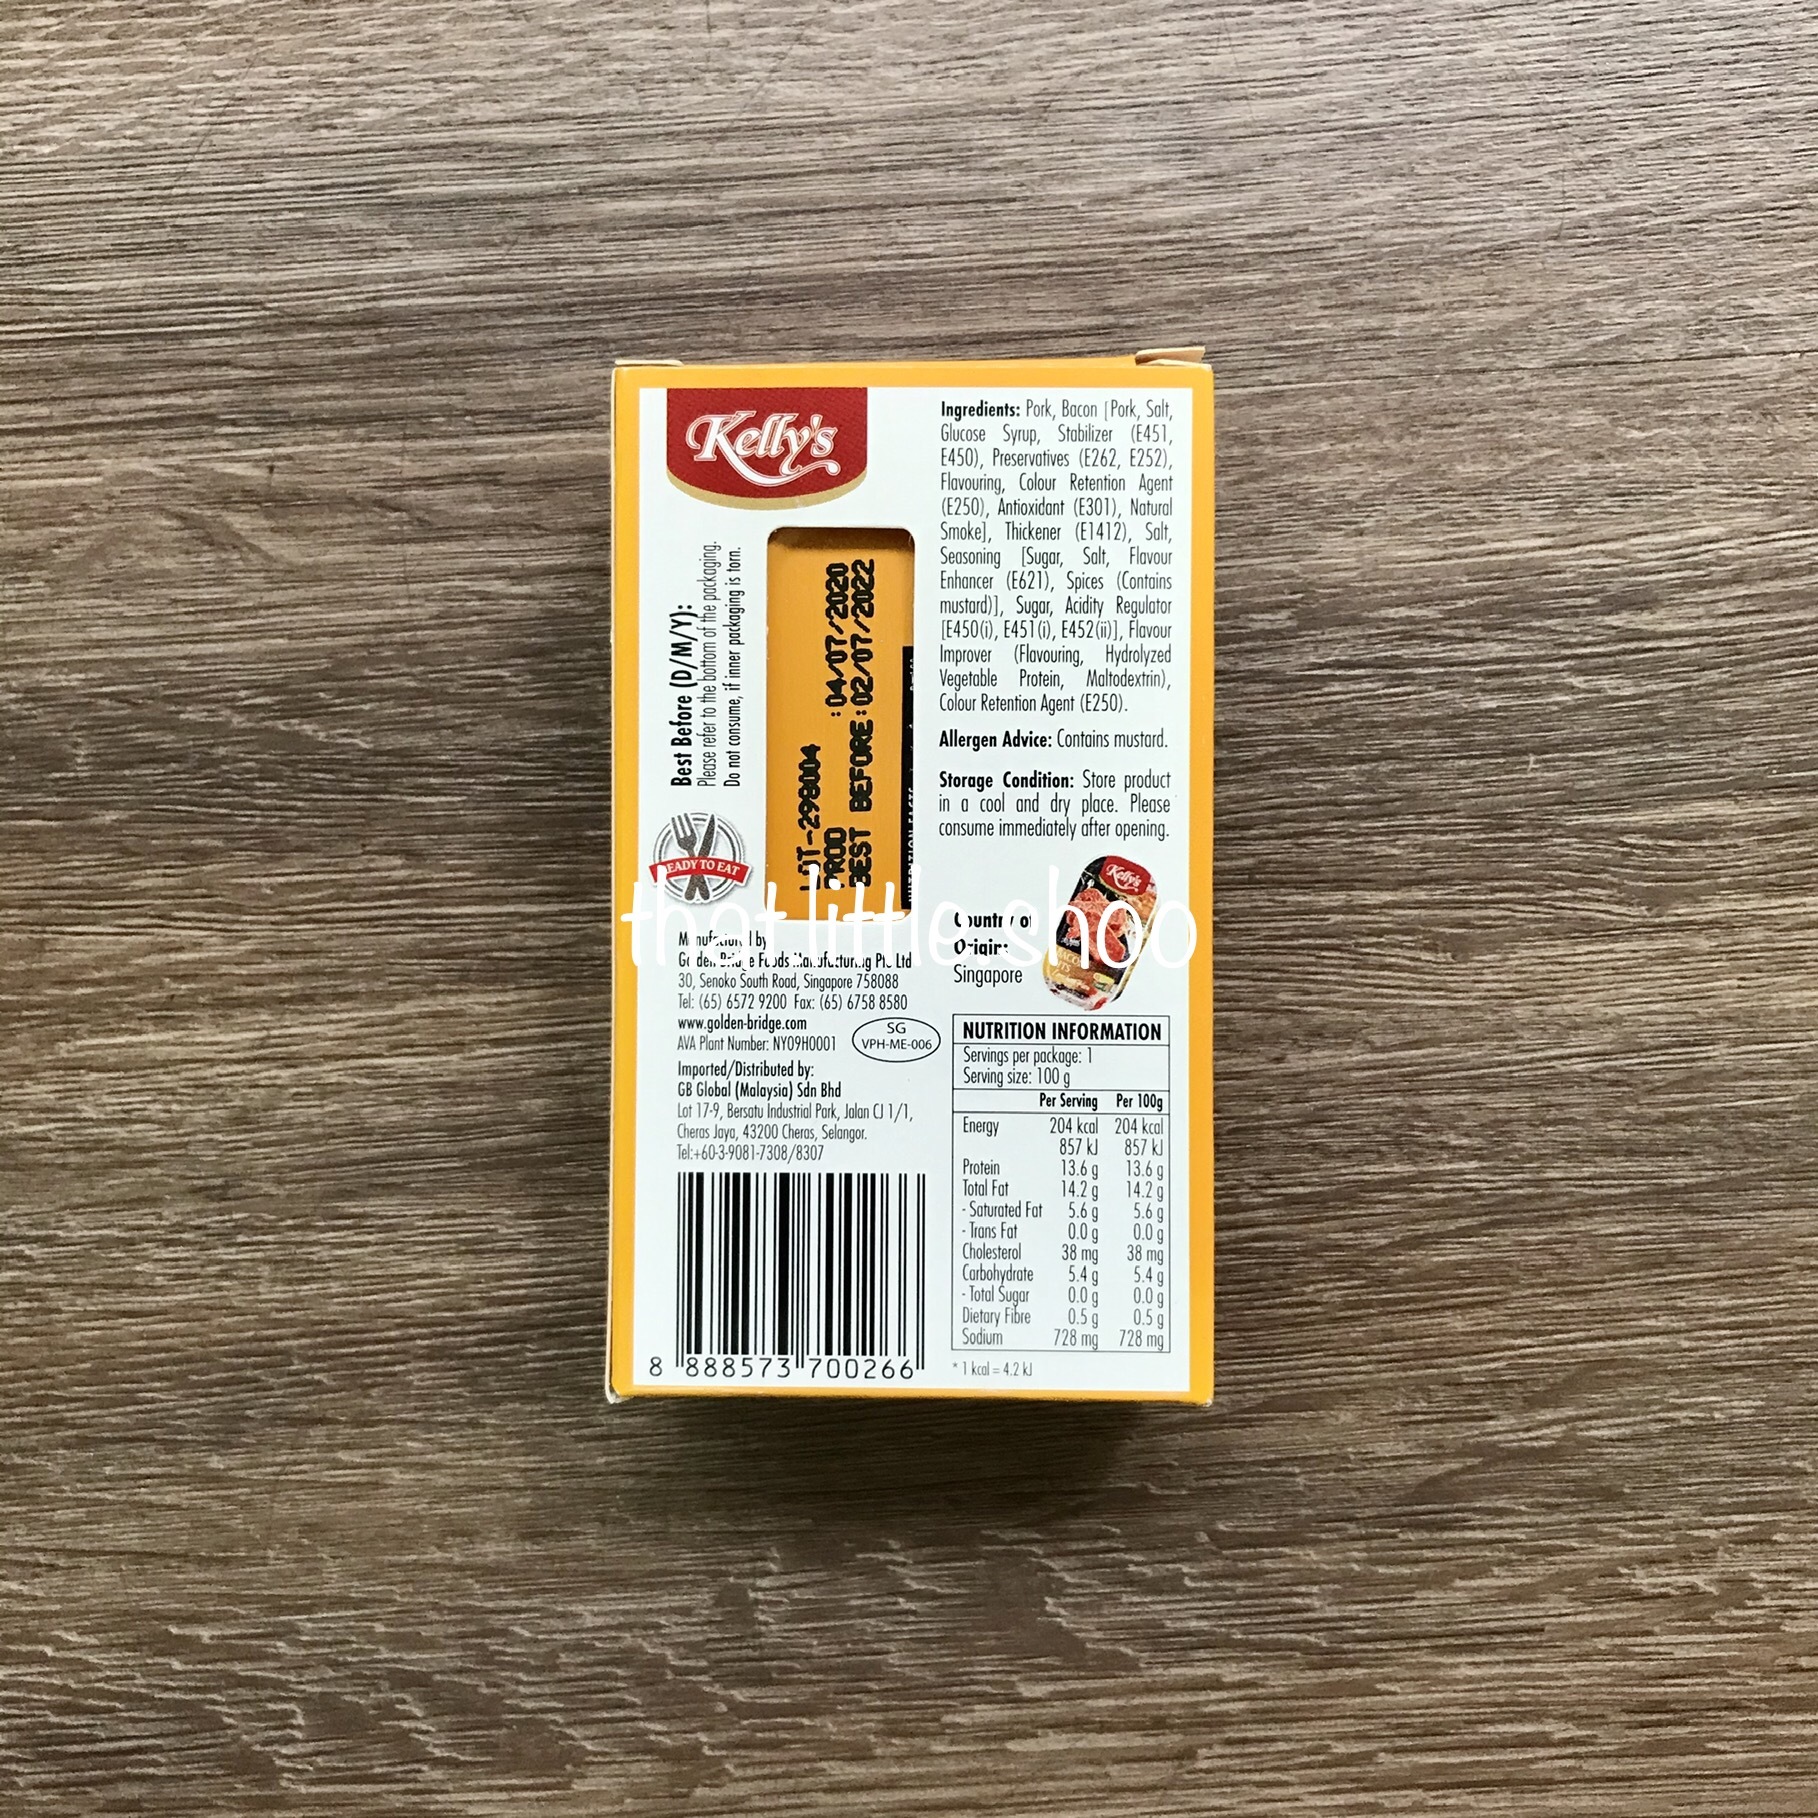 Kelly's
Best Before (D/M/Y):
Please refer to the bottom of the packaging.
Do not consume, if inner packaging is torn.
LOT-298004
PROD :04/07/2020
BEST BEFORE:02/07/2022
READY TO EAT
that.little.shoo
Manufactured by
Golden Bridge Foods Manufacturing Pte Ltd
30, Senoko South Road, Singapore 758088
Tel: (65) 6572 9200 Fax: (65) 6758 8580
www.golden-bridge.com
AVA Plant Number: NY09H0001
SG
VPH-ME-006
Imported/Distributed by:
GB Global (Malaysia) Sdn Bhd
Lot 17-9, Bersatu Industrial Park, Jalan CJ 1/1,
Cheras Jaya, 43200 Cheras, Selangor.
Tel:+60-3-9081-7308/8307
8 888573 700266
Ingredients: Pork, Bacon [Pork, Salt,
Glucose Syrup, Stabilizer (E451,
E450), Preservatives (E262, E252),
Flavouring, Colour Retention Agent
(E250), Antioxidant (E301), Natural
Smoke], Thickener (E1412), Salt,
Seasoning [Sugar, Salt, Flavour
Enhancer (E621), Spices (Contains
mustard)], Sugar, Acidity Regulator
[E450(i), E451(i), E452(ii)], Flavour
Improver (Flavouring, Hydrolyzed
Vegetable Protein, Maltodextrin),
Colour Retention Agent (E250).
Allergen Advice: Contains mustard.
Storage Condition: Store product
in a cool and dry place. Please
consume immediately after opening.
Kelly's
Country of
Origin:
Singapore
NUTRITION INFORMATION
Servings per package: 1
Serving size: 100 g
Per Serving Per 100g
Energy 204 kcal 204 kcal
857 kJ 857 kJ
Protein 13.6 g 13.6 g
Total Fat 14.2 g 14.2 g
- Saturated Fat 5.6 g 5.6 g
- Trans Fat 0.0 g 0.0 g
Cholesterol 38 mg 38 mg
Carbohydrate 5.4 g 5.4 g
- Total Sugar 0.0 g 0.0 g
Dietary Fibre 0.5 g 0.5 g
Sodium 728 mg 728 mg
* 1 kcal = 4.2 kJ